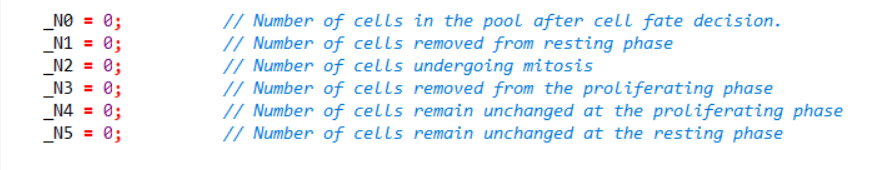 _N0 = 0; // Number of cells in the pool after cell fate decision.
_N1 = 0; // Number of cells removed from resting phase
_N2 = 0; // Number of cells undergoing mitosis
_N3 = 0; // Number of cells removed from the proliferating phase
_N4 = 0; // Number of cells remain unchanged at the proliferating phase
_N5 = 0; // Number of cells remain unchanged at the resting phase